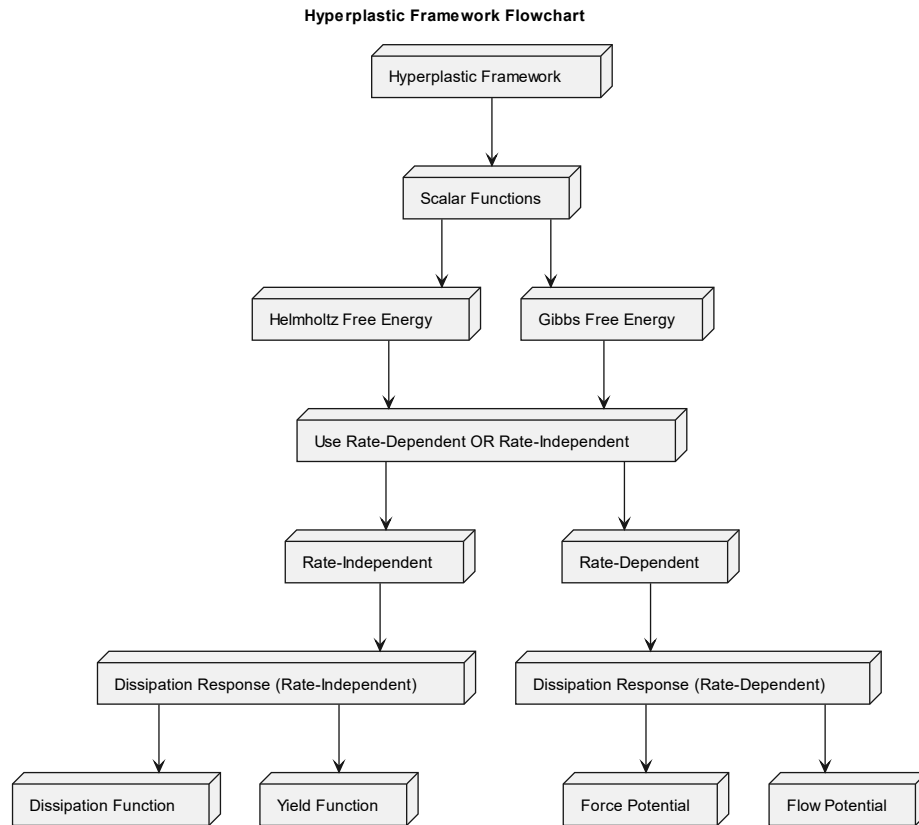 Hyperplastic Framework Flowchart
Hyperplastic Framework
Scalar Functions
Helmholtz Free Energy
Gibbs Free Energy
Use Rate-Dependent OR Rate-Independent
Rate-Independent
Rate-Dependent
Dissipation Response (Rate-Independent)
Dissipation Response (Rate-Dependent)
Dissipation Function
Yield Function
Force Potential
Flow Potential